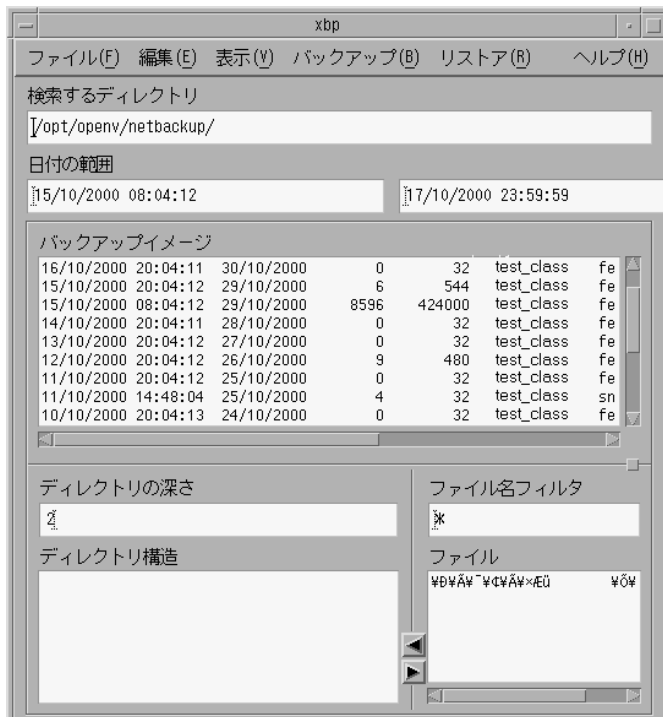 xbp
ファイル(F) 編集(E) 表示(V) バックアップ(B) リストア(R) ヘルプ(H)
検索するディレクトリ
/opt/openv/netbackup/
日付の範囲
15/10/2000 08:04:12 17/10/2000 23:59:59
バックアップイメージ
16/10/2000 20:04:11 30/10/2000 0 32 test_class fe
15/10/2000 20:04:12 29/10/2000 6 544 test_class fe
15/10/2000 08:04:12 29/10/2000 8596 424000 test_class fe
14/10/2000 20:04:11 28/10/2000 0 32 test_class fe
13/10/2000 20:04:12 27/10/2000 0 32 test_class fe
12/10/2000 20:04:12 26/10/2000 9 480 test_class fe
11/10/2000 20:04:12 25/10/2000 0 32 test_class fe
11/10/2000 14:48:04 25/10/2000 4 32 test_class sn
10/10/2000 20:04:13 24/10/2000 0 32 test_class fe
ディレクトリの深さ ファイル名フィルタ
2 *
ディレクトリ構造 ファイル